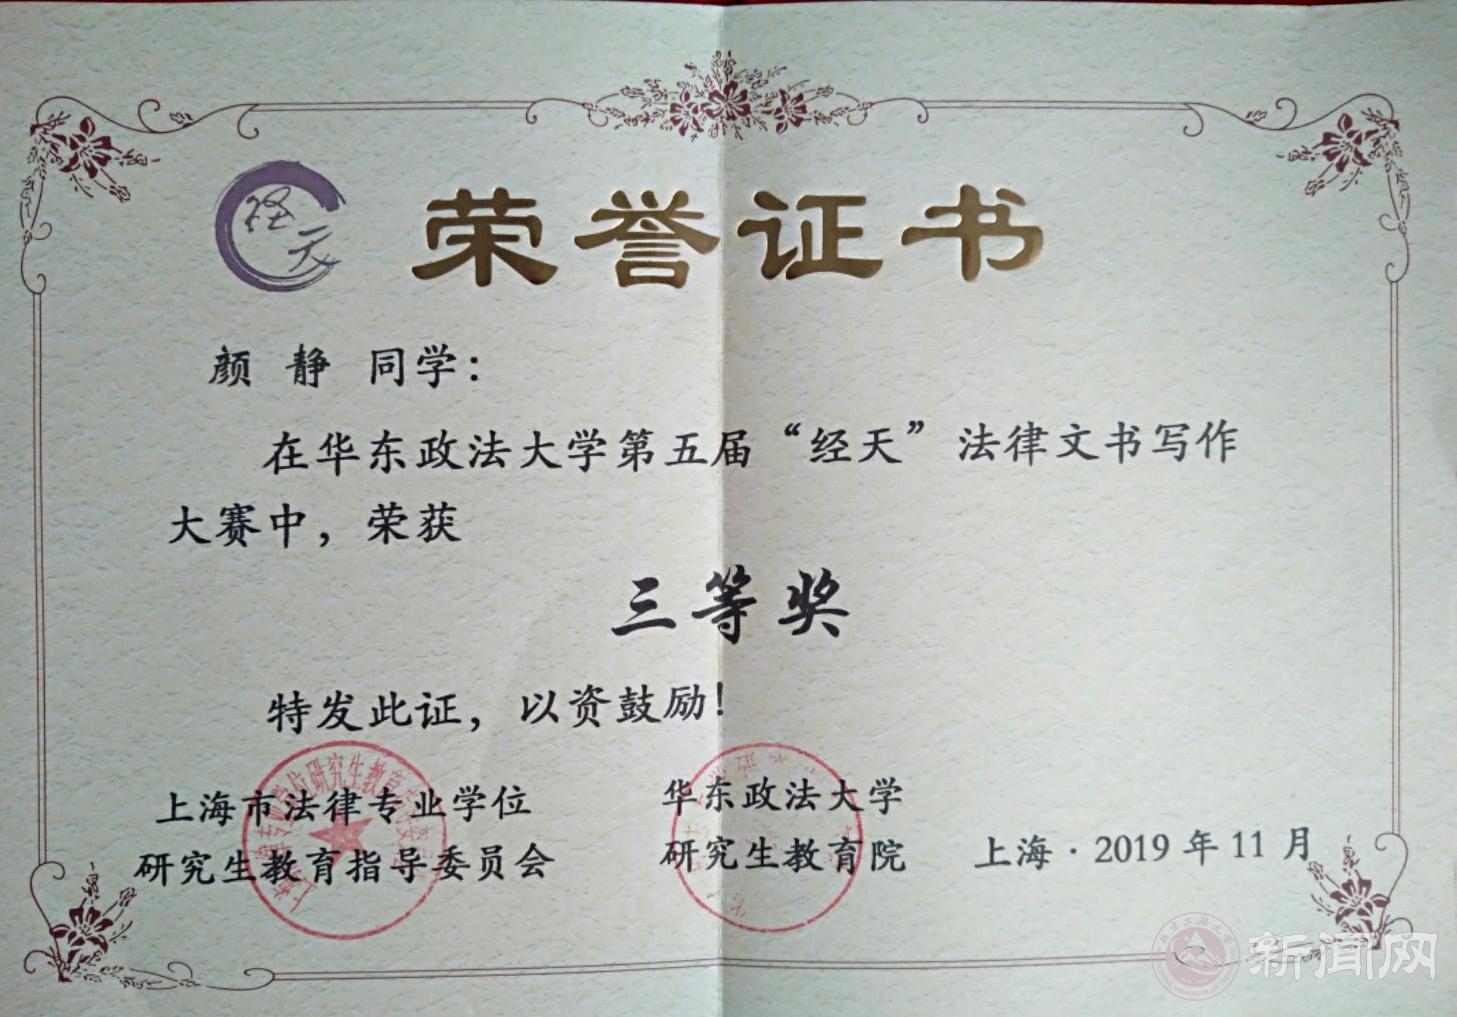 经天
荣誉证书
颜 静 同学：
在华东政法大学第五届“经天”法律文书写作
大赛中，荣获
三等奖
特发此证，以资鼓励！
上海市法律专业学位
研究生教育指导委员会
华东政法大学
研究生教育院
上海·2019年11月
新闻网